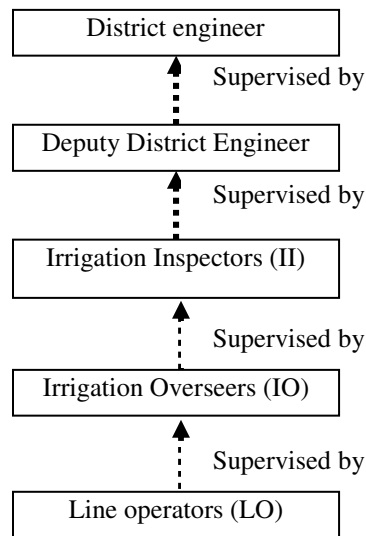 District engineer
Supervised by
Deputy District Engineer
Supervised by
Irrigation Inspectors (II)
Supervised by
Irrigation Overseers (IO)
Supervised by
Line operators (LO)